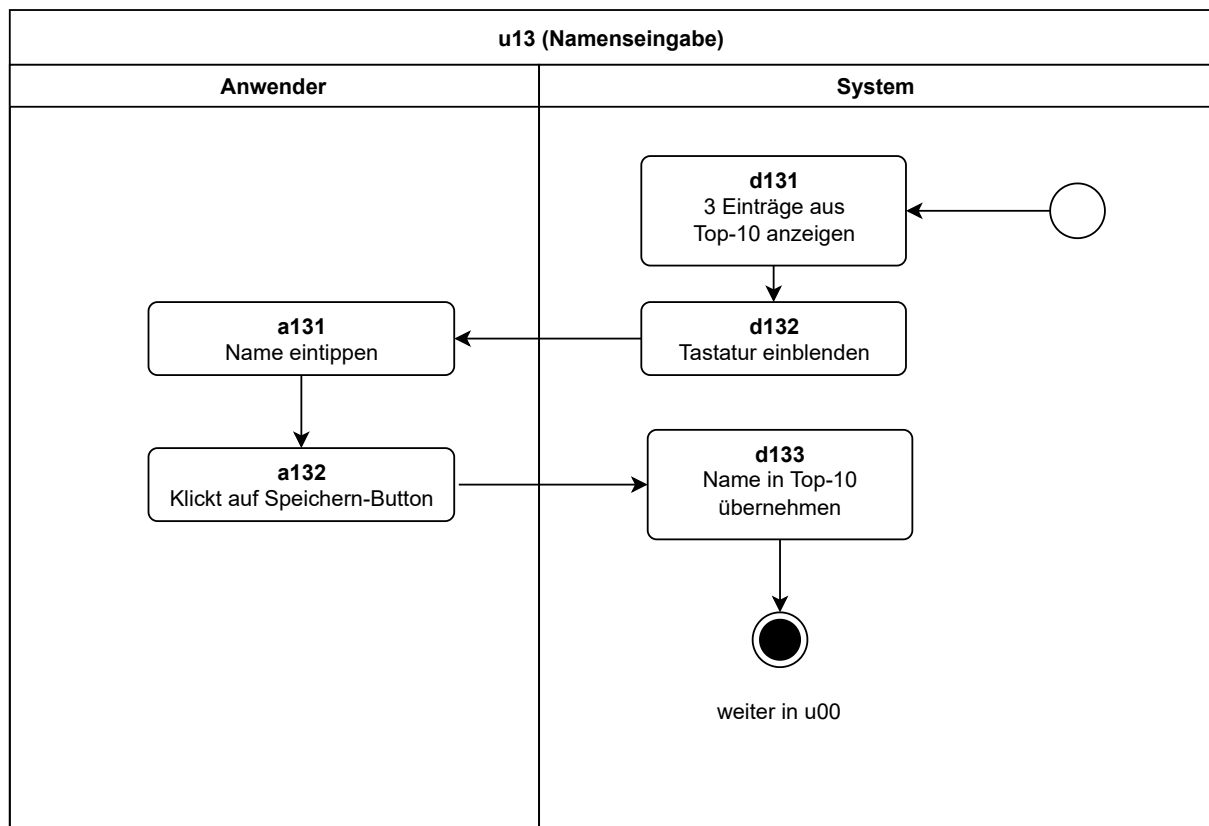 u13 (Namenseingabe)
Anwender
System
d131
3 Einträge aus
Top-10 anzeigen
a131
Name eintippen
d132
Tastatur einblenden
a132
Klickt auf Speichern-Button
d133
Name in Top-10
übernehmen
weiter in u00